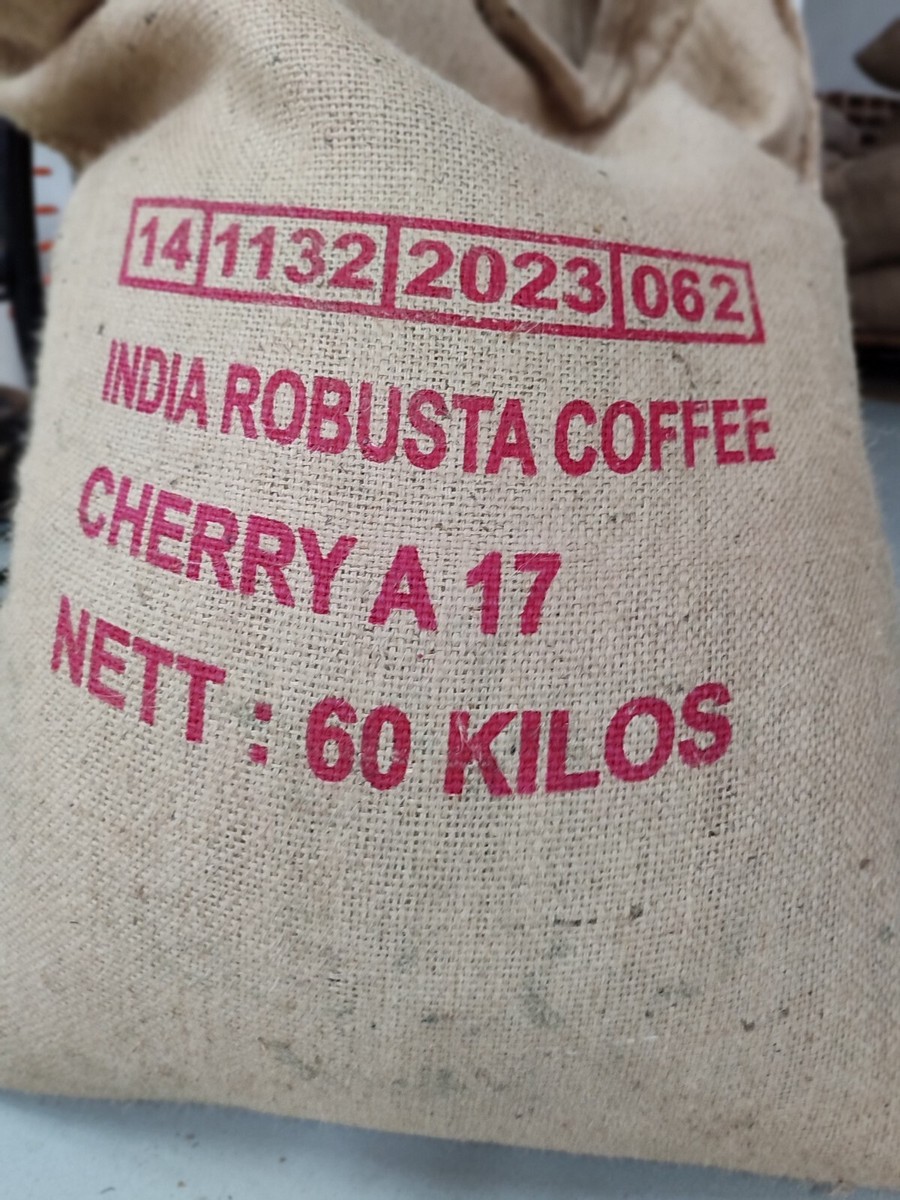 14 1132 2023 062
INDIA ROBUSTA COFFEE
CHERRY A 17
NETT : 60 KILOS